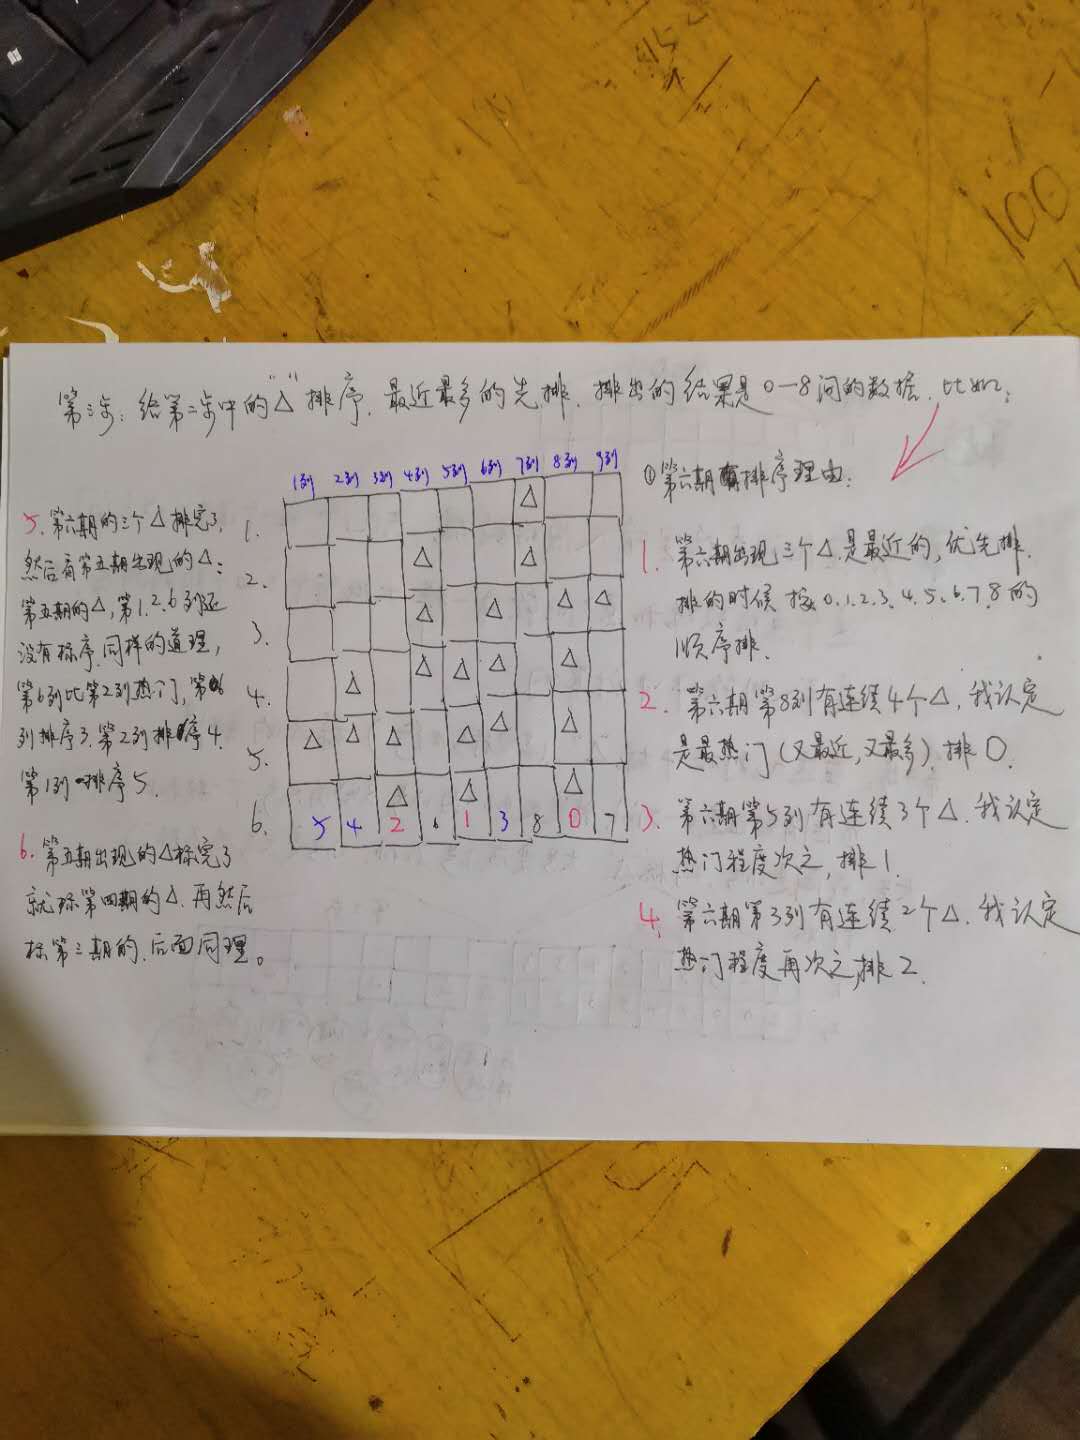 第三步：给第二步中的"△"排序，最近最多的先排，排出的结果是0—8间的数据，比如：
1列 2列 3列 4列 5列 6列 7列 8列 9列
1. △
2. △ △
3. △ △ △ △
4. △ △ △ △ △
5. △ △ △ △ △ △
6. △ △ △
5 4 2 6 1 3 8 0 7
①第六期排序理由：
1. 第六期出现三个△，是最近的，优先排，
排的时候按0.1.2.3.4.5.6.7.8的
顺序排，
2. 第六期第8列有连续4个△，我认定
是最热门（又最近，又最多），排0.
3. 第六期第5列有连续3个△，我认定
热门程度次之，排1.
4. 第六期第3列有连续2个△，我认定
热门程度再次之，排2.
5. 第六期的三个△排完了，
然后看第五期出现的△：
第五期的△，第1.2.6列还
没有标序，同样的道理，
第6列比第2列热门，第6
列排序3，第2列排序4，
第1列排序5.
6. 第五期出现的△标完了
就标第四期的△，再然后
标第三期的，后面同理。
100